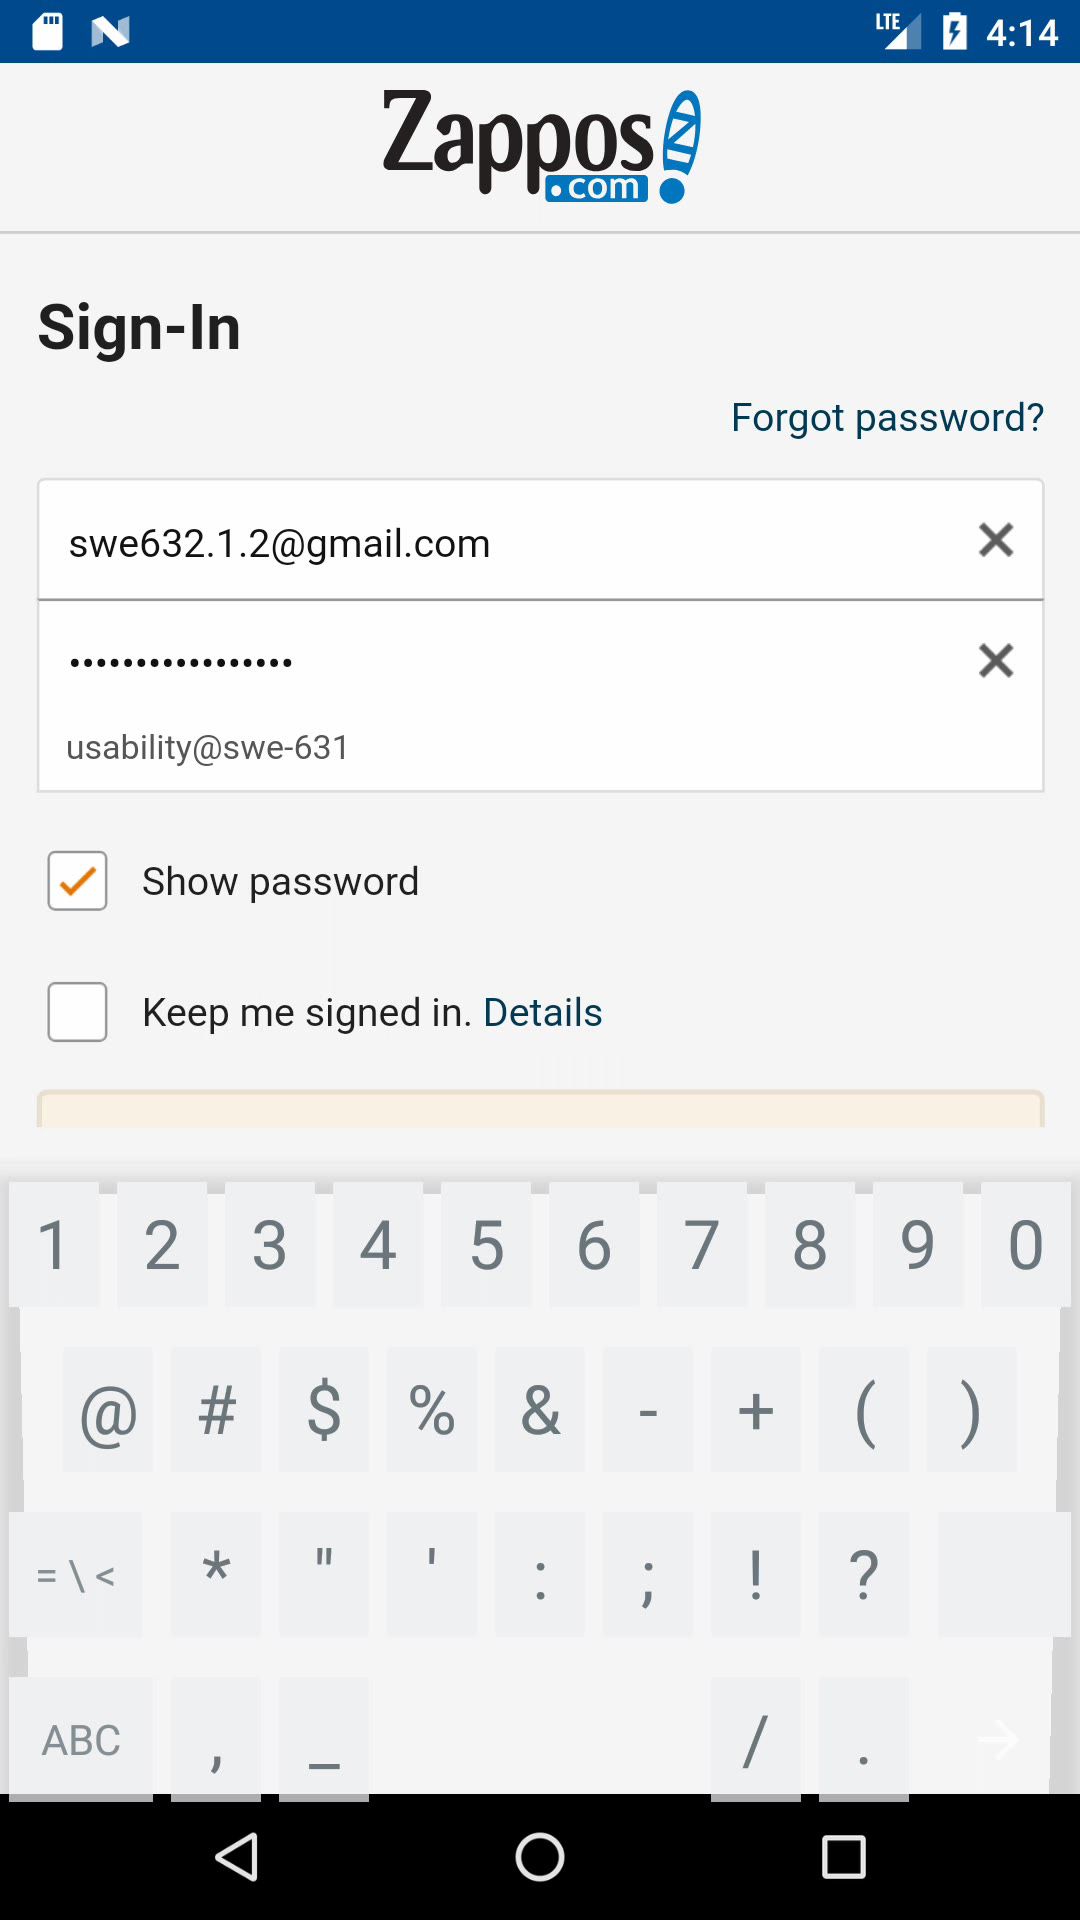 LTE 4:14
Zappos
.com
Sign-In
Forgot password?
swe632.1.2@gmail.com
•••••••••••••••••
usability@swe-631
Show password
Keep me signed in. Details
1 2 3 4 5 6 7 8 9 0
@ # $ % & - + ( )
= \ < * " ' : ; ! ?
ABC , _ / .